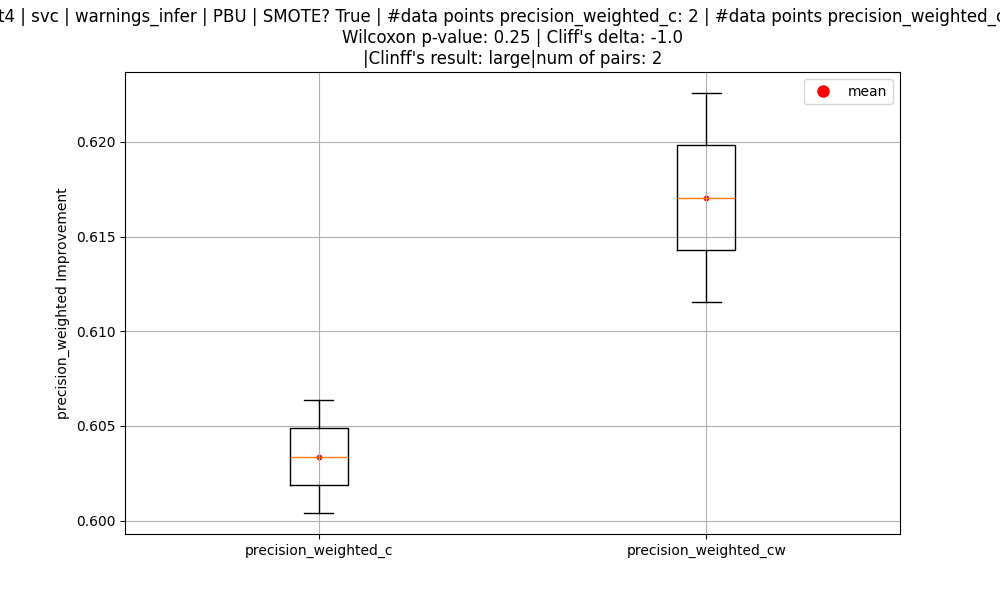 t4 | svc | warnings_infer | PBU | SMOTE? True | #data points precision_weighted_c: 2 | #data points precision_weighted_c
Wilcoxon p-value: 0.25 | Cliff's delta: -1.0
|Clinff's result: large|num of pairs: 2
mean
0.620
0.615
0.610
0.605
0.600
precision_weighted Improvement
precision_weighted_c
precision_weighted_cw